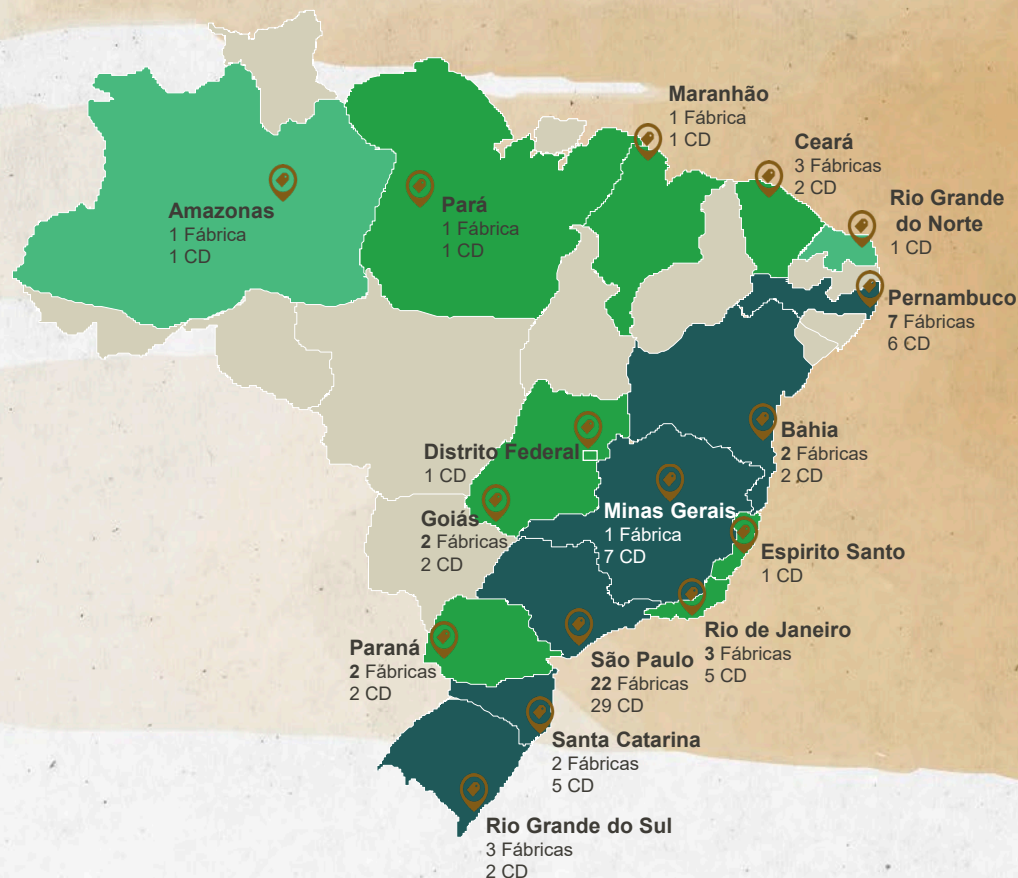 Maranhão
1 Fábrica
1 CD
Ceará
3 Fábricas
2 CD
Rio Grande
do Norte
1 CD
Amazonas
1 Fábrica
1 CD
Pará
1 Fábrica
1 CD
Pernambuco
7 Fábricas
6 CD
Bahia
2 Fábricas
2 CD
Distrito Federal
1 CD
Goiás
2 Fábricas
2 CD
Minas Gerais
1 Fábrica
7 CD
Espirito Santo
1 CD
Rio de Janeiro
3 Fábricas
5 CD
Paraná
2 Fábricas
2 CD
São Paulo
22 Fábricas
29 CD
Santa Catarina
2 Fábricas
5 CD
Rio Grande do Sul
3 Fábricas
2 CD